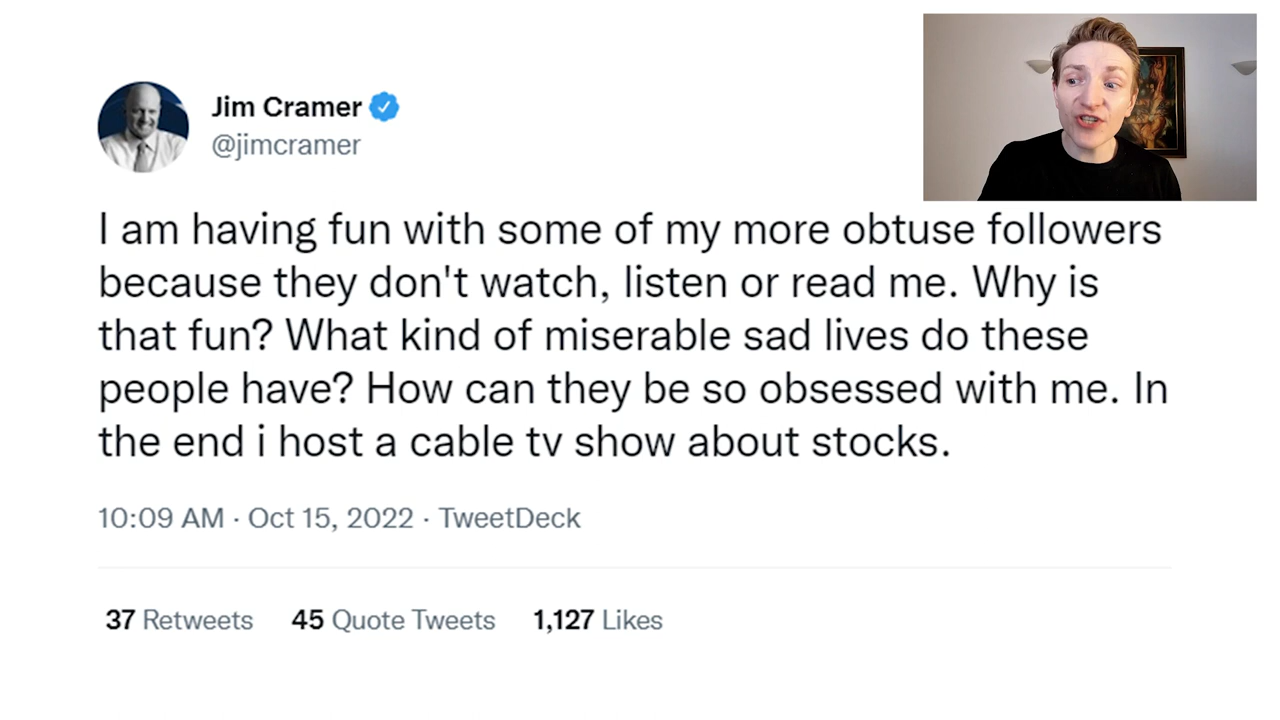 Jim Cramer
@jimcramer
I am having fun with some of my more obtuse followers
because they don't watch, listen or read me. Why is
that fun? What kind of miserable sad lives do these
people have? How can they be so obsessed with me. In
the end i host a cable tv show about stocks.
10:09 AM · Oct 15, 2022 · TweetDeck
37 Retweets 45 Quote Tweets 1,127 Likes